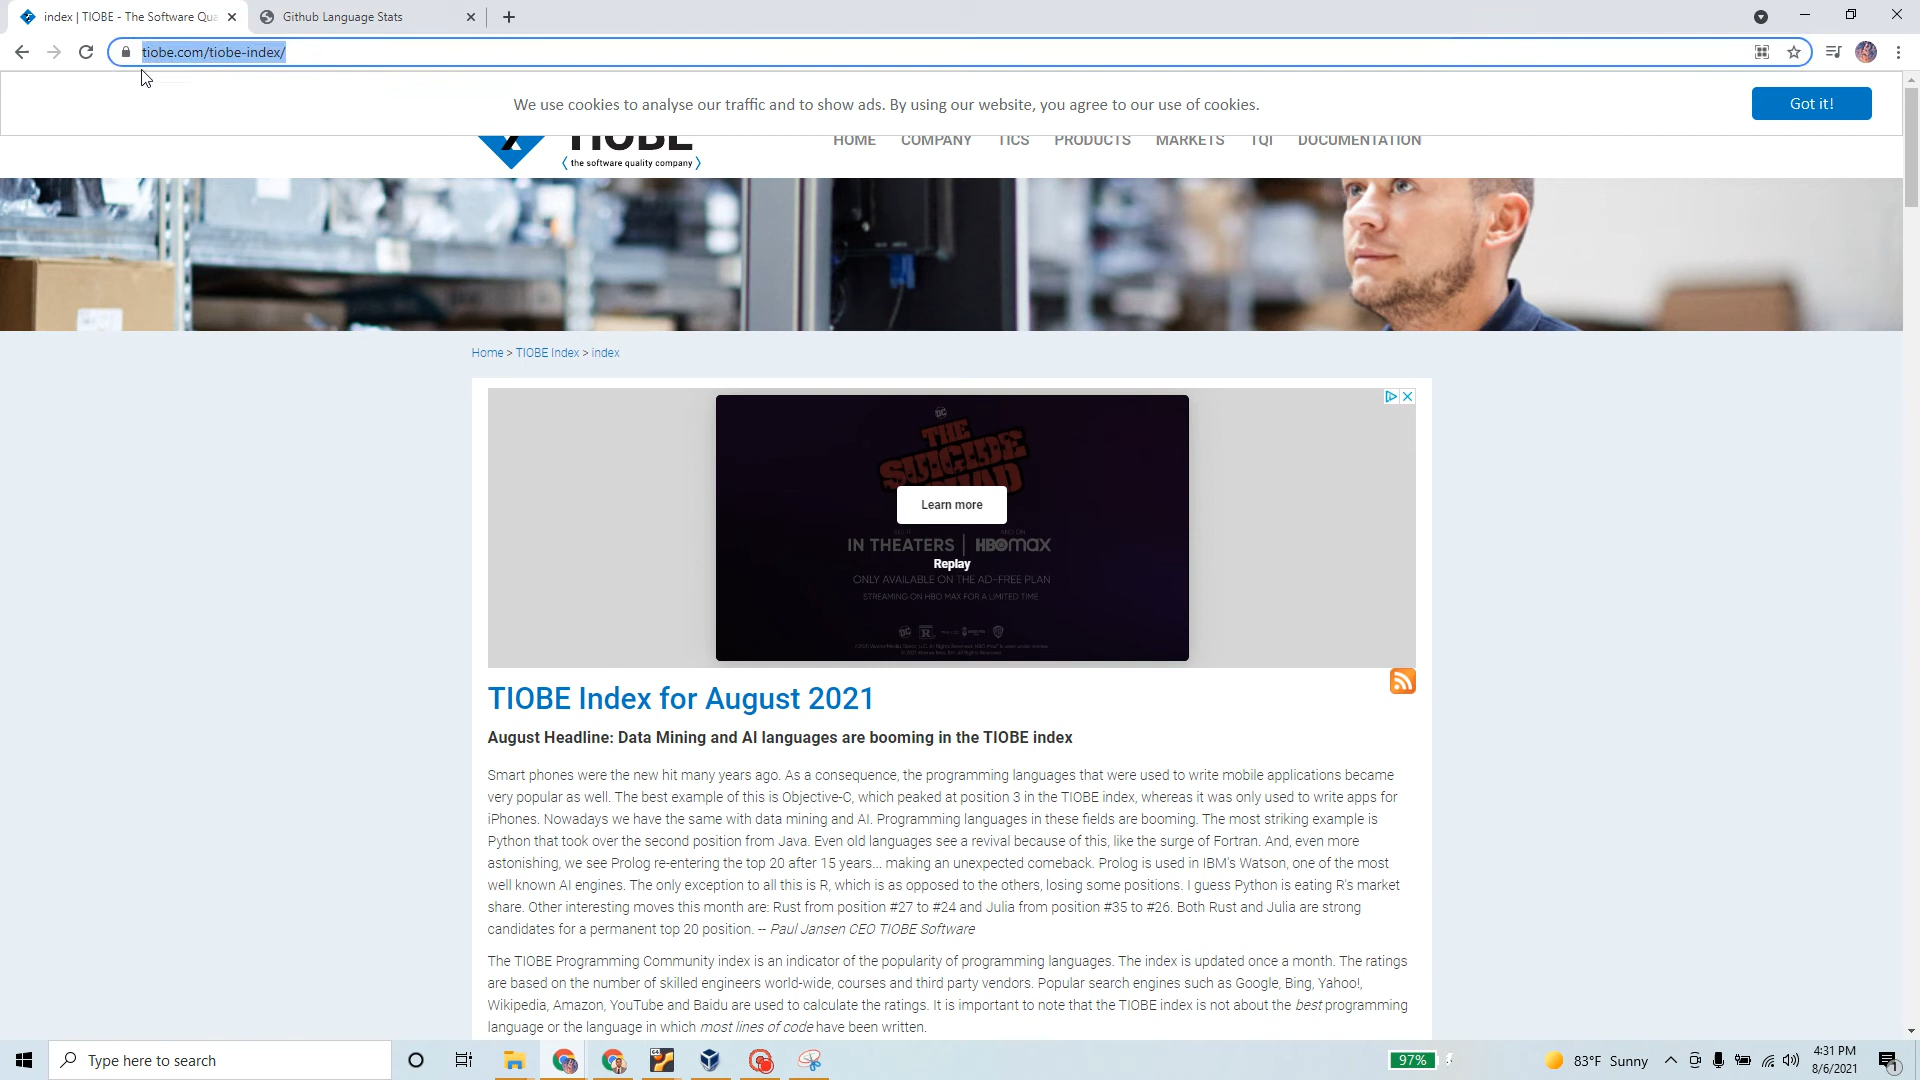 index | TIOBE - The Software Qua
Github Language Stats
tiobe.com/tiobe-index/
We use cookies to analyse our traffic and to show ads. By using our website, you agree to our use of cookies.
Got it!
TIOBE
HOME COMPANY TICS PRODUCTS MARKETS TQI DOCUMENTATION
the software quality company
Home > TIOBE Index > index
DC
THE
SUICIDE
SQUAD
Learn more
IN THEATERS | HBOMAX
Replay
ONLY AVAILABLE ON THE AD-FREE PLAN
STREAMING ON HBO MAX FOR A LIMITED TIME
TIOBE Index for August 2021
August Headline: Data Mining and AI languages are booming in the TIOBE index
Smart phones were the new hit many years ago. As a consequence, the programming languages that were used to write mobile applications became
very popular as well. The best example of this is Objective-C, which peaked at position 3 in the TIOBE index, whereas it was only used to write apps for
iPhones. Nowadays we have the same with data mining and AI. Programming languages in these fields are booming. The most striking example is
Python that took over the second position from Java. Even old languages see a revival because of this, like the surge of Fortran. And, even more
astonishing, we see Prolog re-entering the top 20 after 15 years... making an unexpected comeback. Prolog is used in IBM's Watson, one of the most
well known AI engines. The only exception to all this is R, which is as opposed to the others, losing some positions. I guess Python is eating R's market
share. Other interesting moves this month are: Rust from position #27 to #24 and Julia from position #35 to #26. Both Rust and Julia are strong
candidates for a permanent top 20 position. -- Paul Jansen CEO TIOBE Software
The TIOBE Programming Community index is an indicator of the popularity of programming languages. The index is updated once a month. The ratings
are based on the number of skilled engineers world-wide, courses and third party vendors. Popular search engines such as Google, Bing, Yahoo!,
Wikipedia, Amazon, YouTube and Baidu are used to calculate the ratings. It is important to note that the TIOBE index is not about the best programming
language or the language in which most lines of code have been written.
Type here to search
97%
83°F Sunny
4:31 PM
8/6/2021
1